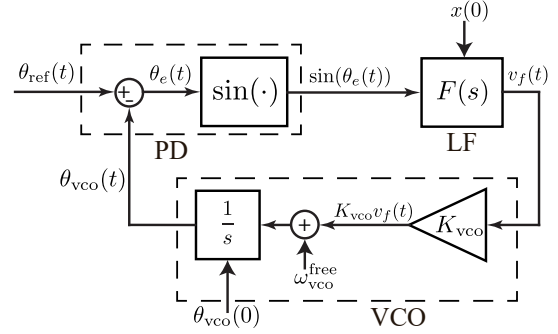 x(0)
θ_ref(t)
θ_e(t)
sin(θ_e(t))
v_f(t)
+
-
sin(·)
F(s)
PD
LF
θ_vco(t)
1/s
+
K_vco v_f(t)
K_vco
ω_vco^free
θ_vco(0)
VCO